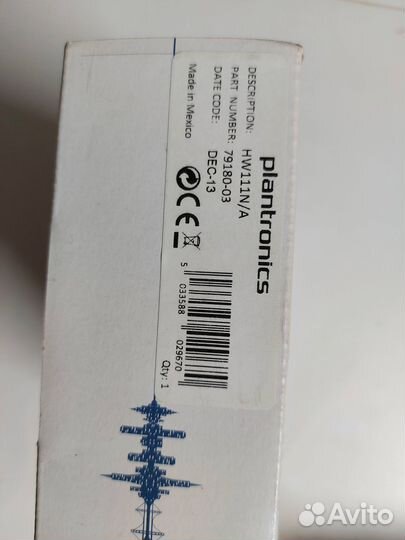 plantronics
DESCRIPTION: HW111N/A
PART NUMBER: 79180-03
DATE CODE: DEC-13
Made in Mexico
CE
5 033588 029670
Qty: 1
Avito